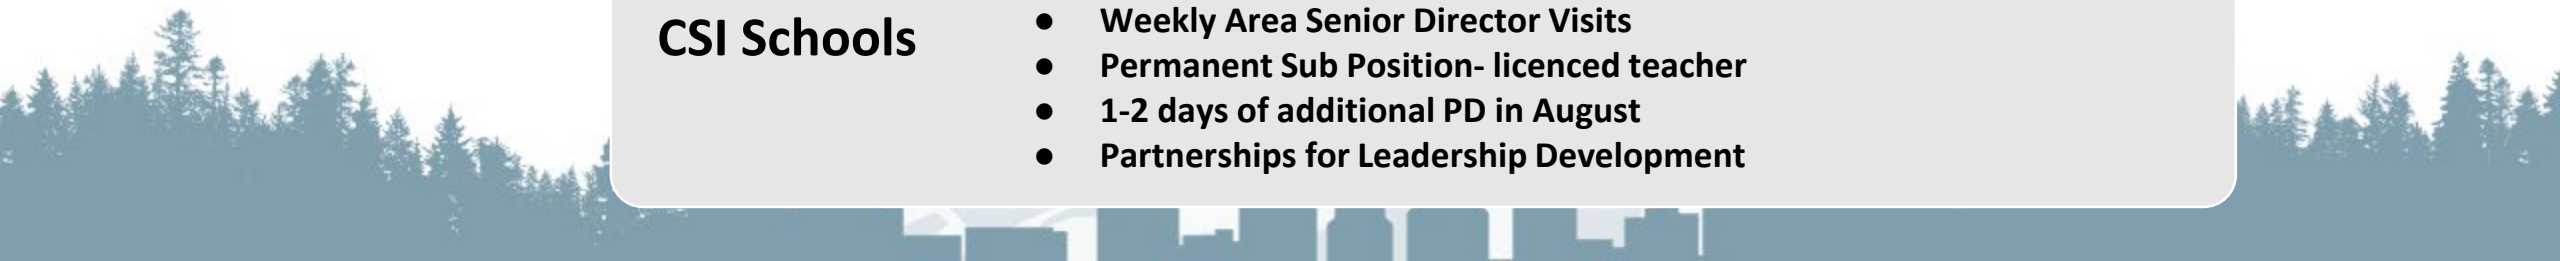 CSI Schools
● Weekly Area Senior Director Visits
● Permanent Sub Position- licenced teacher
● 1-2 days of additional PD in August
● Partnerships for Leadership Development